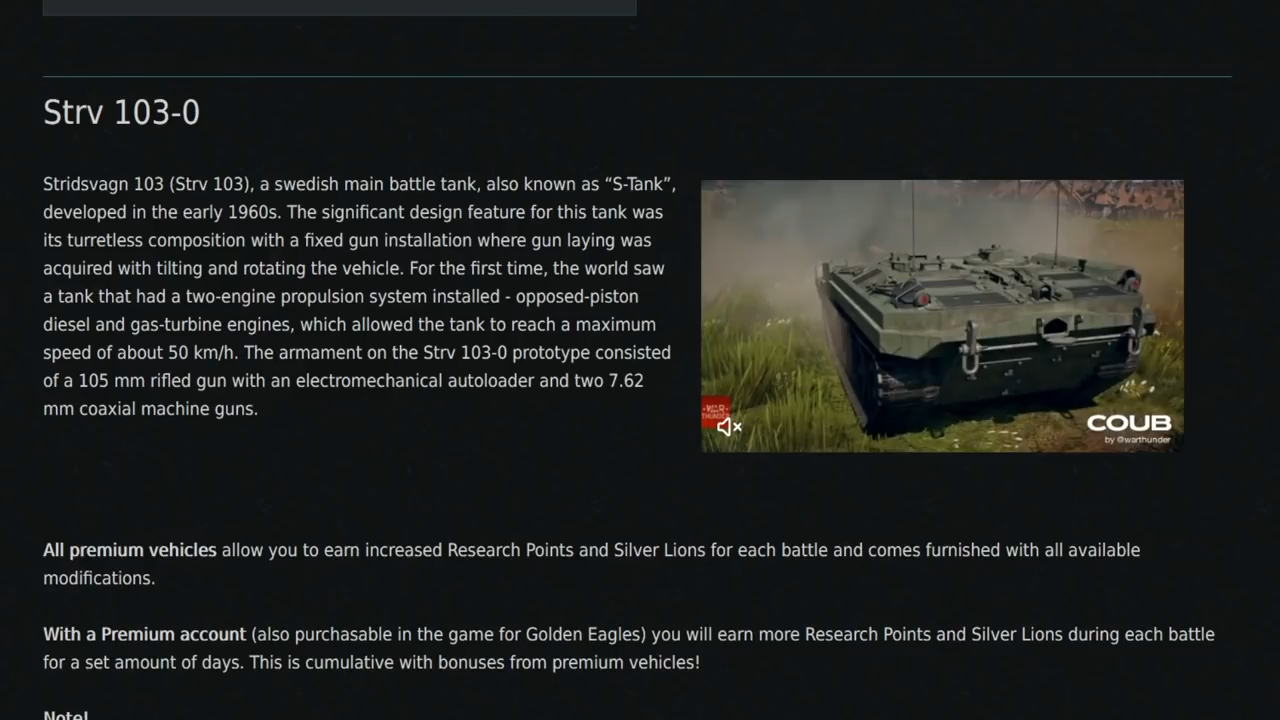 Strv 103-0
Stridsvagn 103 (Strv 103), a swedish main battle tank, also known as “S-Tank”,
developed in the early 1960s. The significant design feature for this tank was
its turretless composition with a fixed gun installation where gun laying was
acquired with tilting and rotating the vehicle. For the first time, the world saw
a tank that had a two-engine propulsion system installed - opposed-piston
diesel and gas-turbine engines, which allowed the tank to reach a maximum
speed of about 50 km/h. The armament on the Strv 103-0 prototype consisted
of a 105 mm rifled gun with an electromechanical autoloader and two 7.62
mm coaxial machine guns.
WAR
THUNDER
COUB
by @warthunder
All premium vehicles allow you to earn increased Research Points and Silver Lions for each battle and comes furnished with all available
modifications.
With a Premium account (also purchasable in the game for Golden Eagles) you will earn more Research Points and Silver Lions during each battle
for a set amount of days. This is cumulative with bonuses from premium vehicles!
Note!